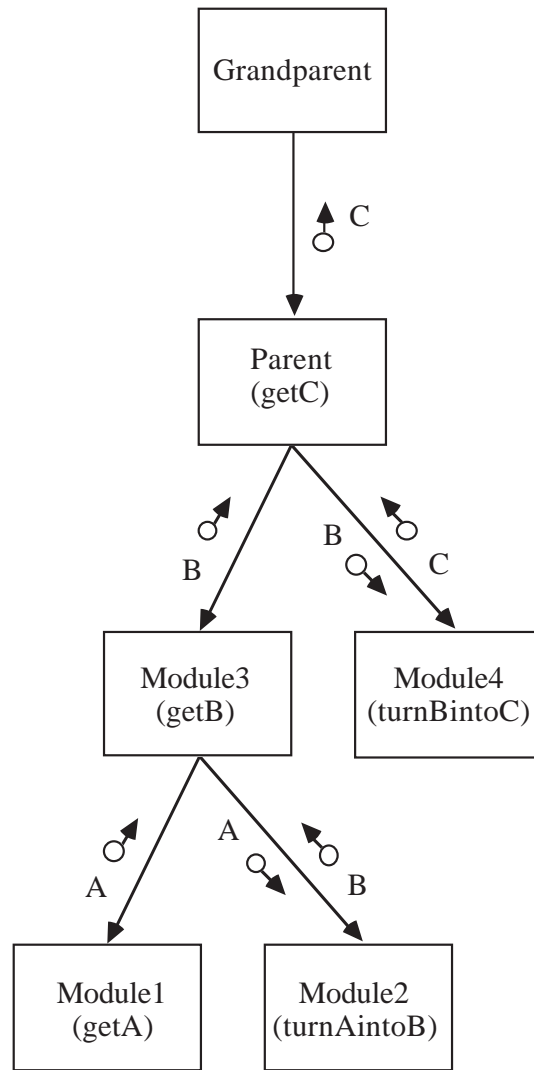 Grandparent
C
Parent
(getC)
B
B
C
Module3
(getB)
Module4
(turnBintoC)
A
A
B
Module1
(getA)
Module2
(turnAintoB)